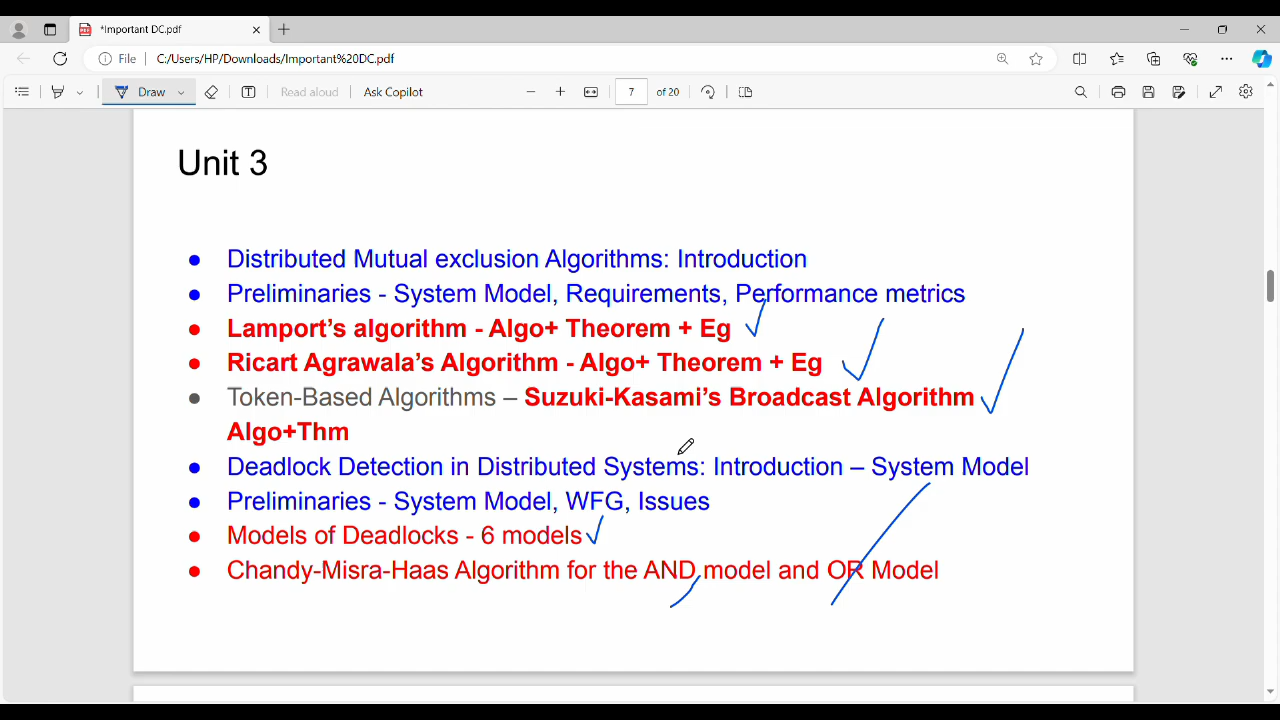 *Important DC.pdf
File
C:/Users/HP/Downloads/Important%20DC.pdf
Draw
Read aloud
Ask Copilot
7
of 20
Unit 3
● Distributed Mutual exclusion Algorithms: Introduction
● Preliminaries - System Model, Requirements, Performance metrics
● Lamport's algorithm - Algo+ Theorem + Eg
● Ricart Agrawala's Algorithm - Algo+ Theorem + Eg
● Token-Based Algorithms – Suzuki-Kasami's Broadcast Algorithm
Algo+Thm
● Deadlock Detection in Distributed Systems: Introduction – System Model
● Preliminaries - System Model, WFG, Issues
● Models of Deadlocks - 6 models
● Chandy-Misra-Haas Algorithm for the AND model and OR Model